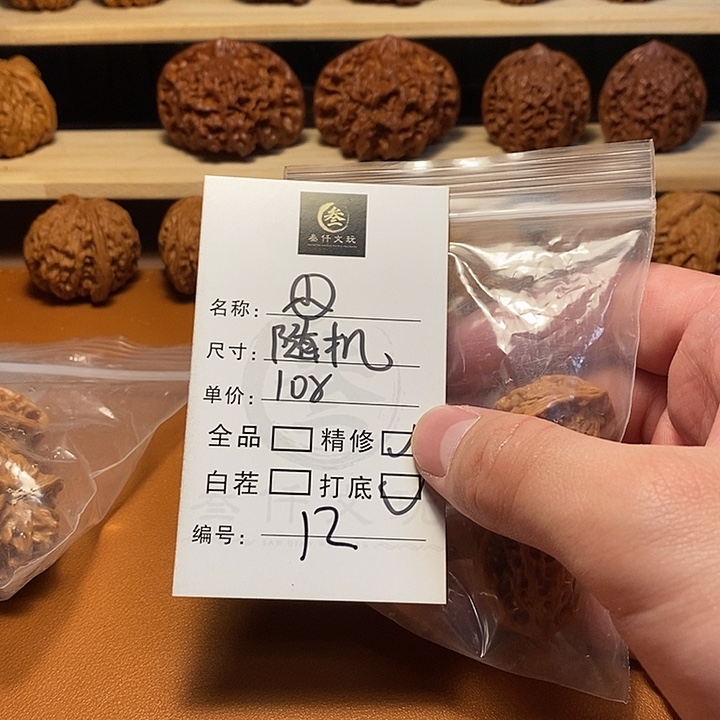 叁仟文玩
名称:
尺寸: 随机
单价: 108
全品 精修
白茬 打底
编号: 12